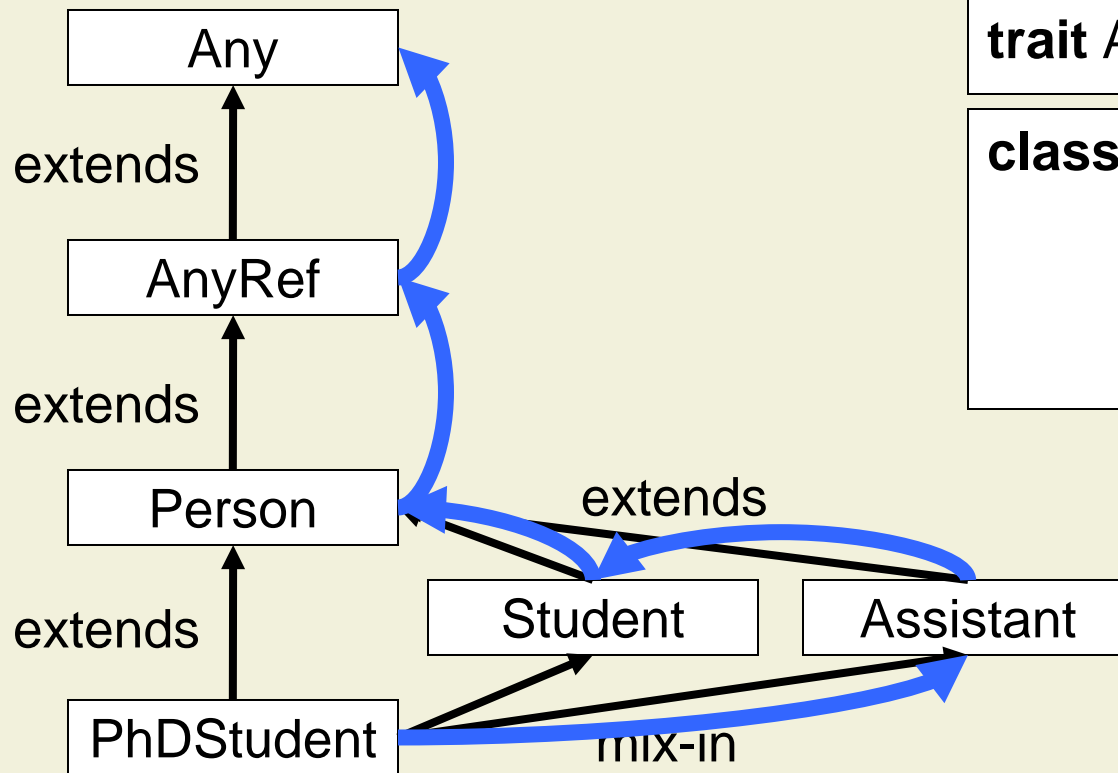 Any
trait A
extends
class
AnyRef
extends
Person
extends
Student
Assistant
extends
PhDStudent
mix-in